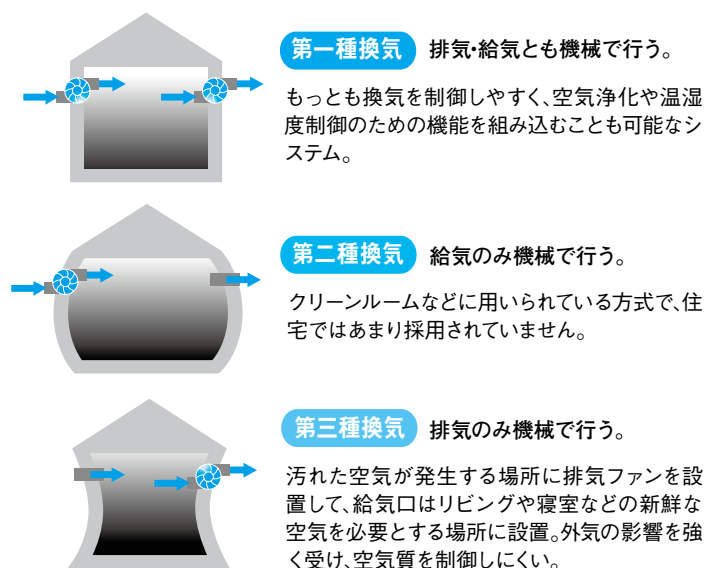 第一種換気 排気・給気とも機械で行う。
もっとも換気を制御しやすく、空気浄化や温湿
度制御のための機能を組み込むことも可能なシ
ステム。
第二種換気 給気のみ機械で行う。
クリーンルームなどに用いられている方式で、住
宅ではあまり採用されていません。
第三種換気 排気のみ機械で行う。
汚れた空気が発生する場所に排気ファンを設
置して、給気口はリビングや寝室などの新鮮な
空気を必要とする場所に設置。外気の影響を強
く受け、空気質を制御しにくい。